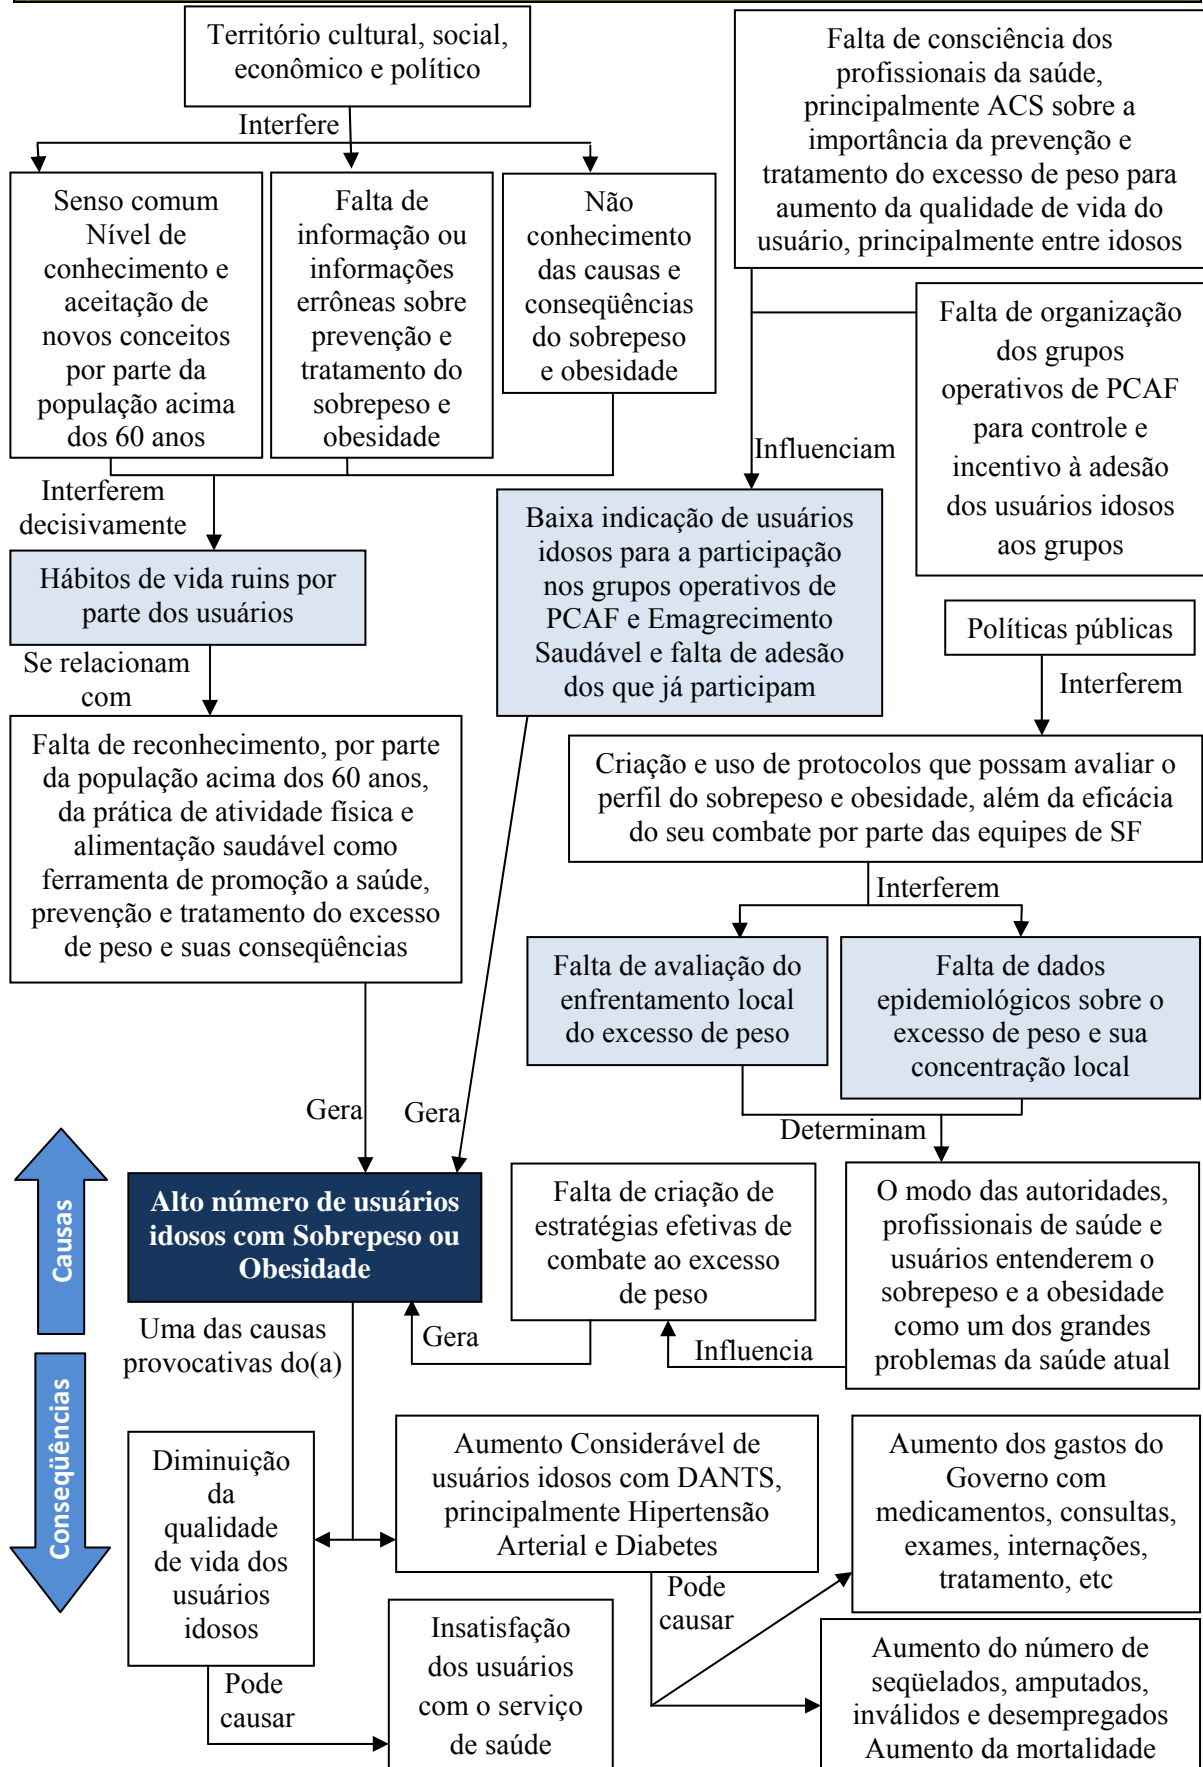 Território cultural, social,
econômico e político
Interfere
Senso comum
Nível de
conhecimento e
aceitação de
novos conceitos
por parte da
população acima
dos 60 anos
Falta de
informação ou
informações
errôneas sobre
prevenção e
tratamento do
sobrepeso e
obesidade
Não
conhecimento
das causas e
conseqüências
do sobrepeso
e obesidade
Falta de consciência dos
profissionais da saúde,
principalmente ACS sobre a
importância da prevenção e
tratamento do excesso de peso para
aumento da qualidade de vida do
usuário, principalmente entre idosos
Falta de organização
dos grupos
operativos de PCAF
para controle e
incentivo à adesão
dos usuários idosos
aos grupos
Influenciam
Interferem
decisivamente
Hábitos de vida ruins por
parte dos usuários
Baixa indicação de usuários
idosos para a participação
nos grupos operativos de
PCAF e Emagrecimento
Saudável e falta de adesão
dos que já participam
Políticas públicas
Interferem
Se relacionam
com
Falta de reconhecimento, por parte
da população acima dos 60 anos,
da prática de atividade física e
alimentação saudável como
ferramenta de promoção a saúde,
prevenção e tratamento do excesso
de peso e suas conseqüências
Criação e uso de protocolos que possam avaliar o
perfil do sobrepeso e obesidade, além da eficácia
do seu combate por parte das equipes de SF
Interferem
Falta de avaliação do
enfrentamento local
do excesso de peso
Falta de dados
epidemiológicos sobre o
excesso de peso e sua
concentração local
Gera
Gera
Determinam
Causas
Alto número de usuários
idosos com Sobrepeso ou
Obesidade
Falta de criação de
estratégias efetivas de
combate ao excesso
de peso
O modo das autoridades,
profissionais de saúde e
usuários entenderem o
sobrepeso e a obesidade
como um dos grandes
problemas da saúde atual
Uma das causas
provocativas do(a)
Gera
Influencia
Conseqüências
Diminuição
da
qualidade
de vida dos
usuários
idosos
Aumento Considerável de
usuários idosos com DANTS,
principalmente Hipertensão
Arterial e Diabetes
Aumento dos gastos do
Governo com
medicamentos, consultas,
exames, internações,
tratamento, etc
Pode
causar
Pode
causar
Insatisfação
dos usuários
com o serviço
de saúde
Aumento do número de
seqüelados, amputados,
inválidos e desempregados
Aumento da mortalidade